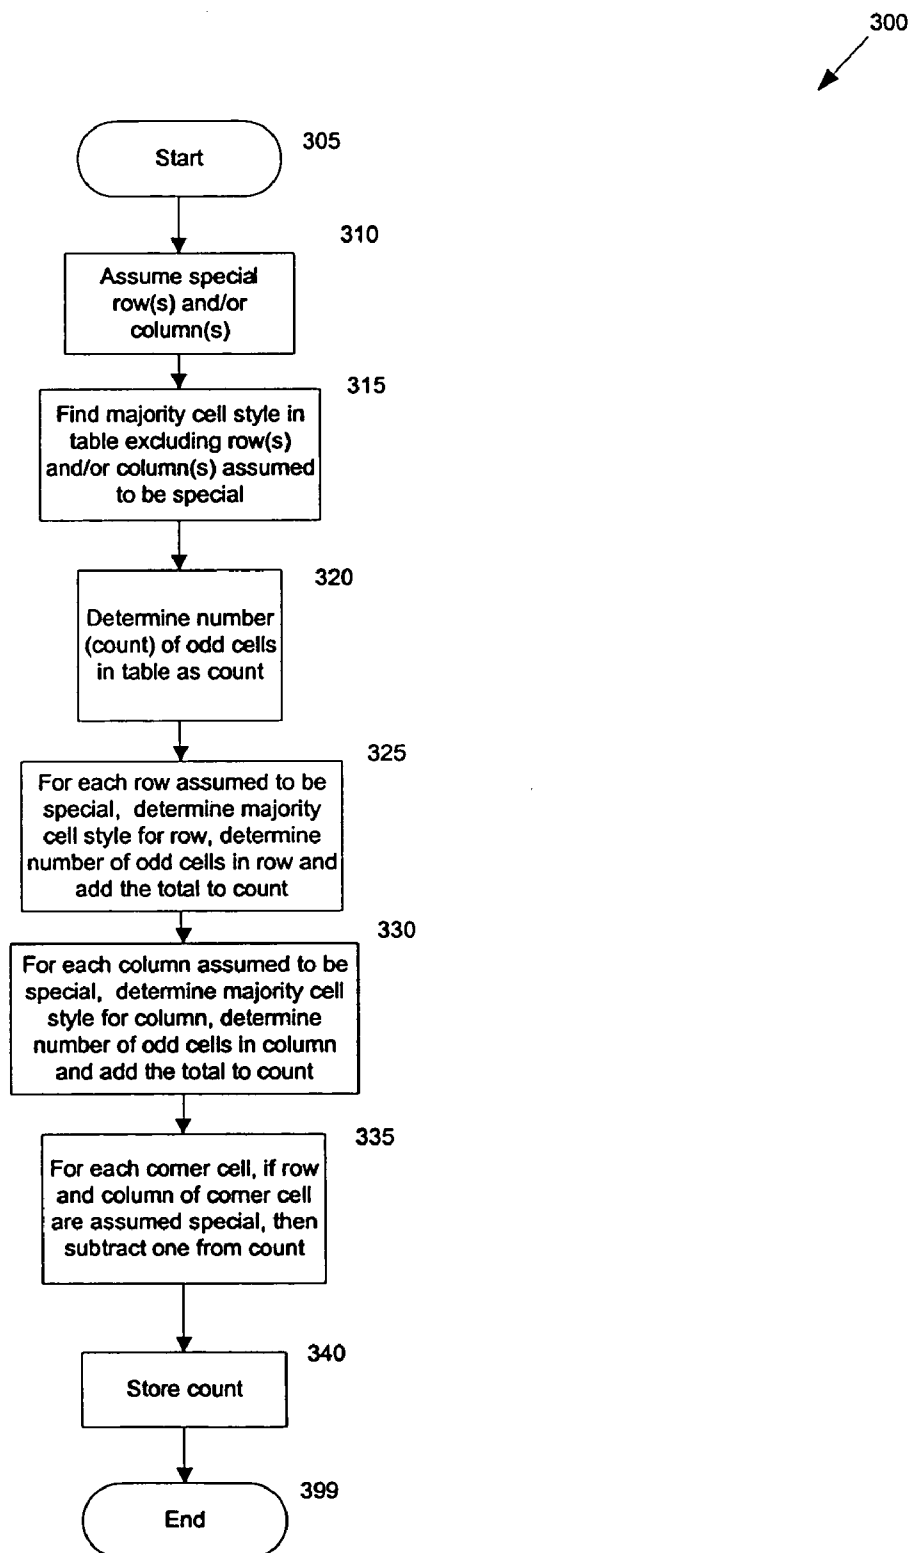 300
305
Start
310
Assume special
row(s) and/or
column(s)
315
Find majority cell style in
table excluding row(s)
and/or column(s) assumed
to be special
320
Determine number
(count) of odd cells
in table as count
325
For each row assumed to be
special, determine majority
cell style for row, determine
number of odd cells in row and
add the total to count
330
For each column assumed to be
special, determine majority cell
style for column, determine
number of odd cells in column
and add the total to count
335
For each corner cell, if row
and column of corner cell
are assumed special, then
subtract one from count
340
Store count
399
End